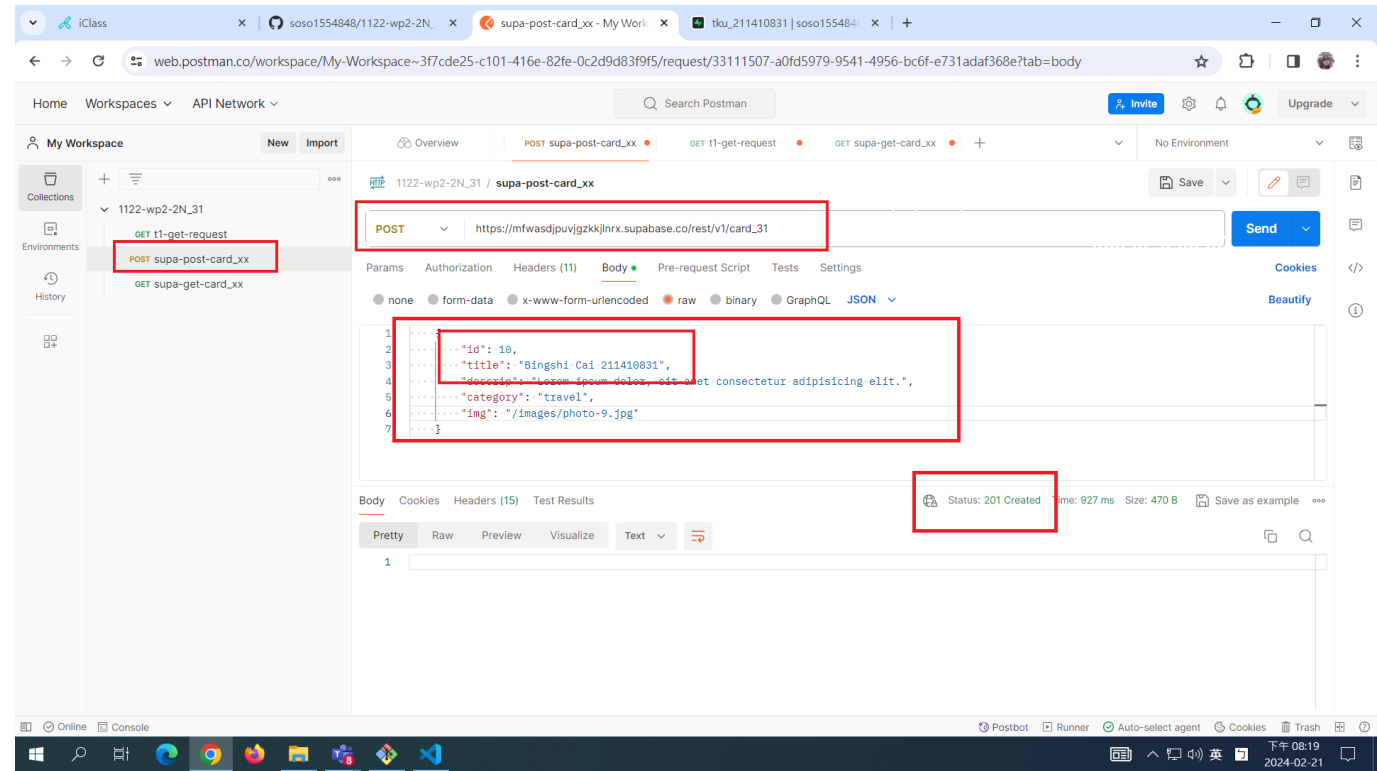 iClass
soso1554848/1122-wp2-2N_
supa-post-card_xx - My Work
tku_211410831 | soso155484
web.postman.co/workspace/My-Workspace~3f7cde25-c101-416e-82fe-0c2d9d83f9f5/request/33111507-a0fd5979-9541-4956-bc6f-e731adaf368e?tab=body
Home Workspaces API Network Search Postman Invite Upgrade
My Workspace New Import Overview POST supa-post-card_xx GET t1-get-request GET supa-get-card_xx No Environment
Collections
Environments
History
1122-wp2-2N_31
GET t1-get-request
POST supa-post-card_xx
GET supa-get-card_xx
HTTP 1122-wp2-2N_31 / supa-post-card_xx Save
POST https://mfwasdjpuvjgzkkjlnrx.supabase.co/rest/v1/card_31 Send
Params Authorization Headers (11) Body Pre-request Script Tests Settings Cookies
none form-data x-www-form-urlencoded raw binary GraphQL JSON Beautify
1 {
2 "id": 10,
3 "title": "Bingshi Cai 211410831",
4 "descrip": "Lorem ipsum dolor, sit amet consectetur adipisicing elit.",
5 "category": "travel",
6 "img": "/images/photo-9.jpg"
7 }
Body Cookies Headers (15) Test Results Status: 201 Created Time: 927 ms Size: 470 B Save as example
Pretty Raw Preview Visualize Text
1
Online Console Postbot Runner Auto-select agent Cookies Trash
8
英 下午 08:19
2024-02-21